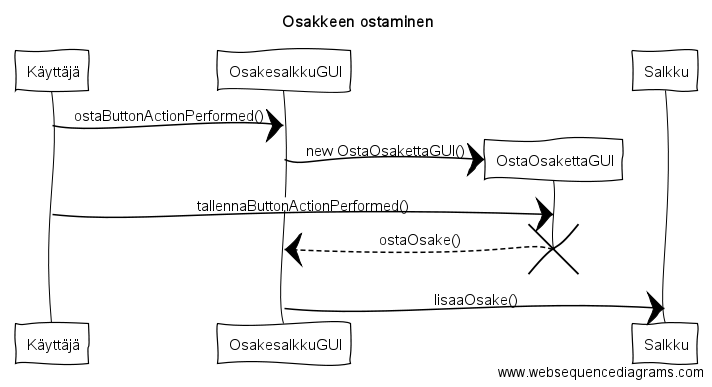 Osakkeen ostaminen
Käyttäjä
OsakesalkkuGUI
Salkku
ostaButtonActionPerformed()
new OstaOsakettaGUI()
OstaOsakettaGUI
tallennaButtonActionPerformed()
ostaOsake()
lisaaOsake()
Käyttäjä
OsakesalkkuGUI
Salkku
www.websequencediagrams.com